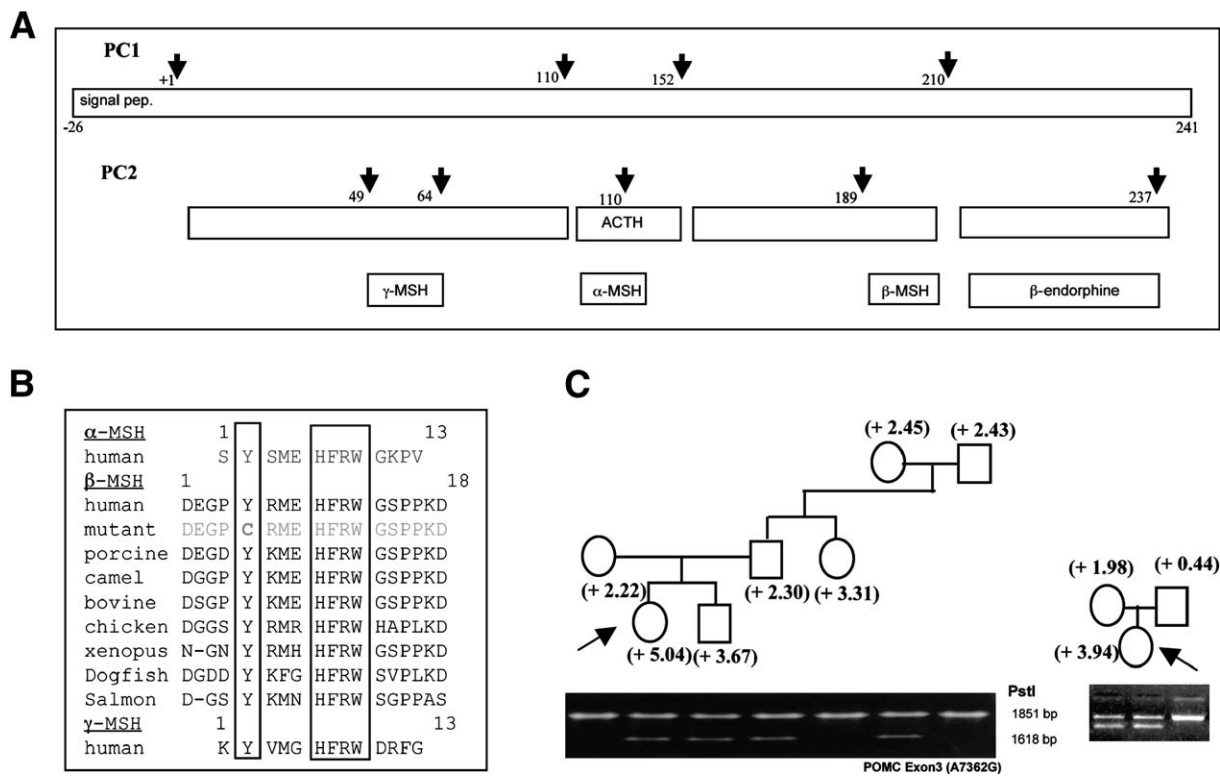 A
PC1
+1
110
152
210
signal pep.
-26
241
PC2
49
64
110
189
237
ACTH
γ-MSH
α-MSH
β-MSH
β-endorphine
B
α-MSH 1 13
human S Y SME HFRW GKPV
β-MSH 1 18
human DEGP Y RME HFRW GSPPKD
mutant DEGP C RME HFRW GSPPKD
porcine DEGD Y KME HFRW GSPPKD
camel DGGP Y KME HFRW GSPPKD
bovine DSGP Y KME HFRW GSPPKD
chicken DGGS Y RMR HFRW HAPLKD
xenopus N-GN Y RMH HFRW GSPPKD
Dogfish DGDD Y KFG HFRW SVPLKD
Salmon D-GS Y KMN HFRW SGPPAS
γ-MSH 1 13
human K Y VMG HFRW DRFG
C
(+ 2.45) (+ 2.43)
(+ 2.22) (+ 2.30) (+ 3.31)
(+ 5.04) (+ 3.67)
(+ 1.98) (+ 0.44)
(+ 3.94)
PstI
1851 bp
1618 bp
POMC Exon3 (A7362G)